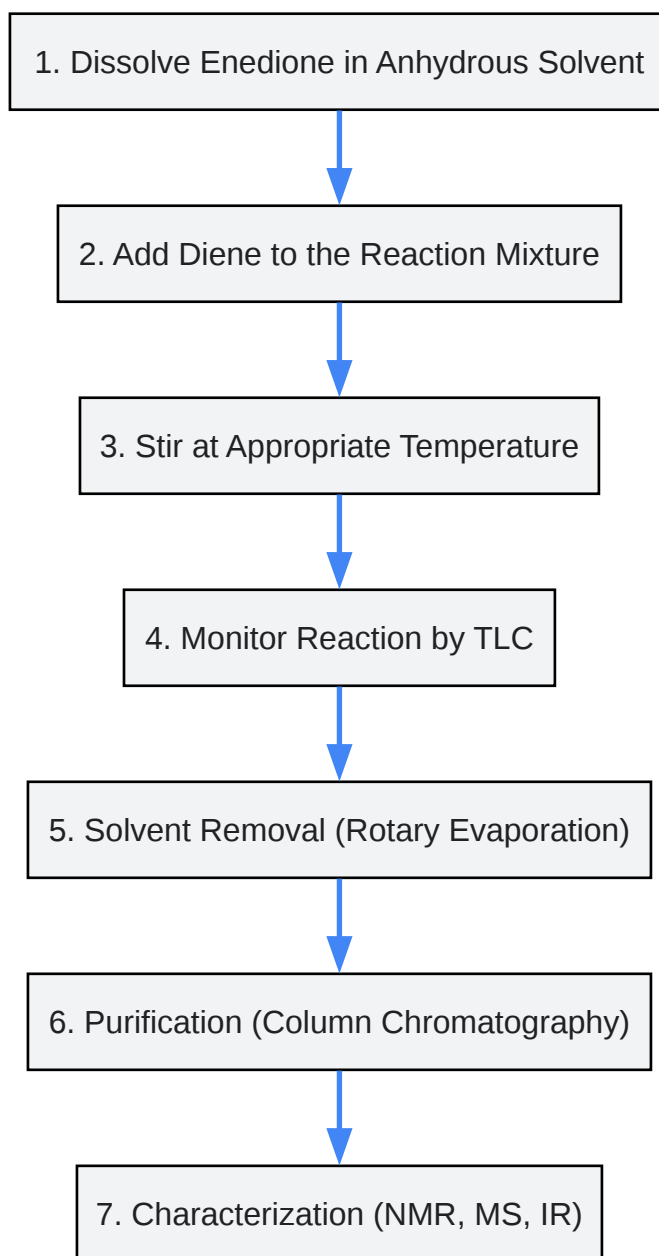 1. Dissolve Enedione in Anhydrous Solvent
2. Add Diene to the Reaction Mixture
3. Stir at Appropriate Temperature
4. Monitor Reaction by TLC
5. Solvent Removal (Rotary Evaporation)
6. Purification (Column Chromatography)
7. Characterization (NMR, MS, IR)